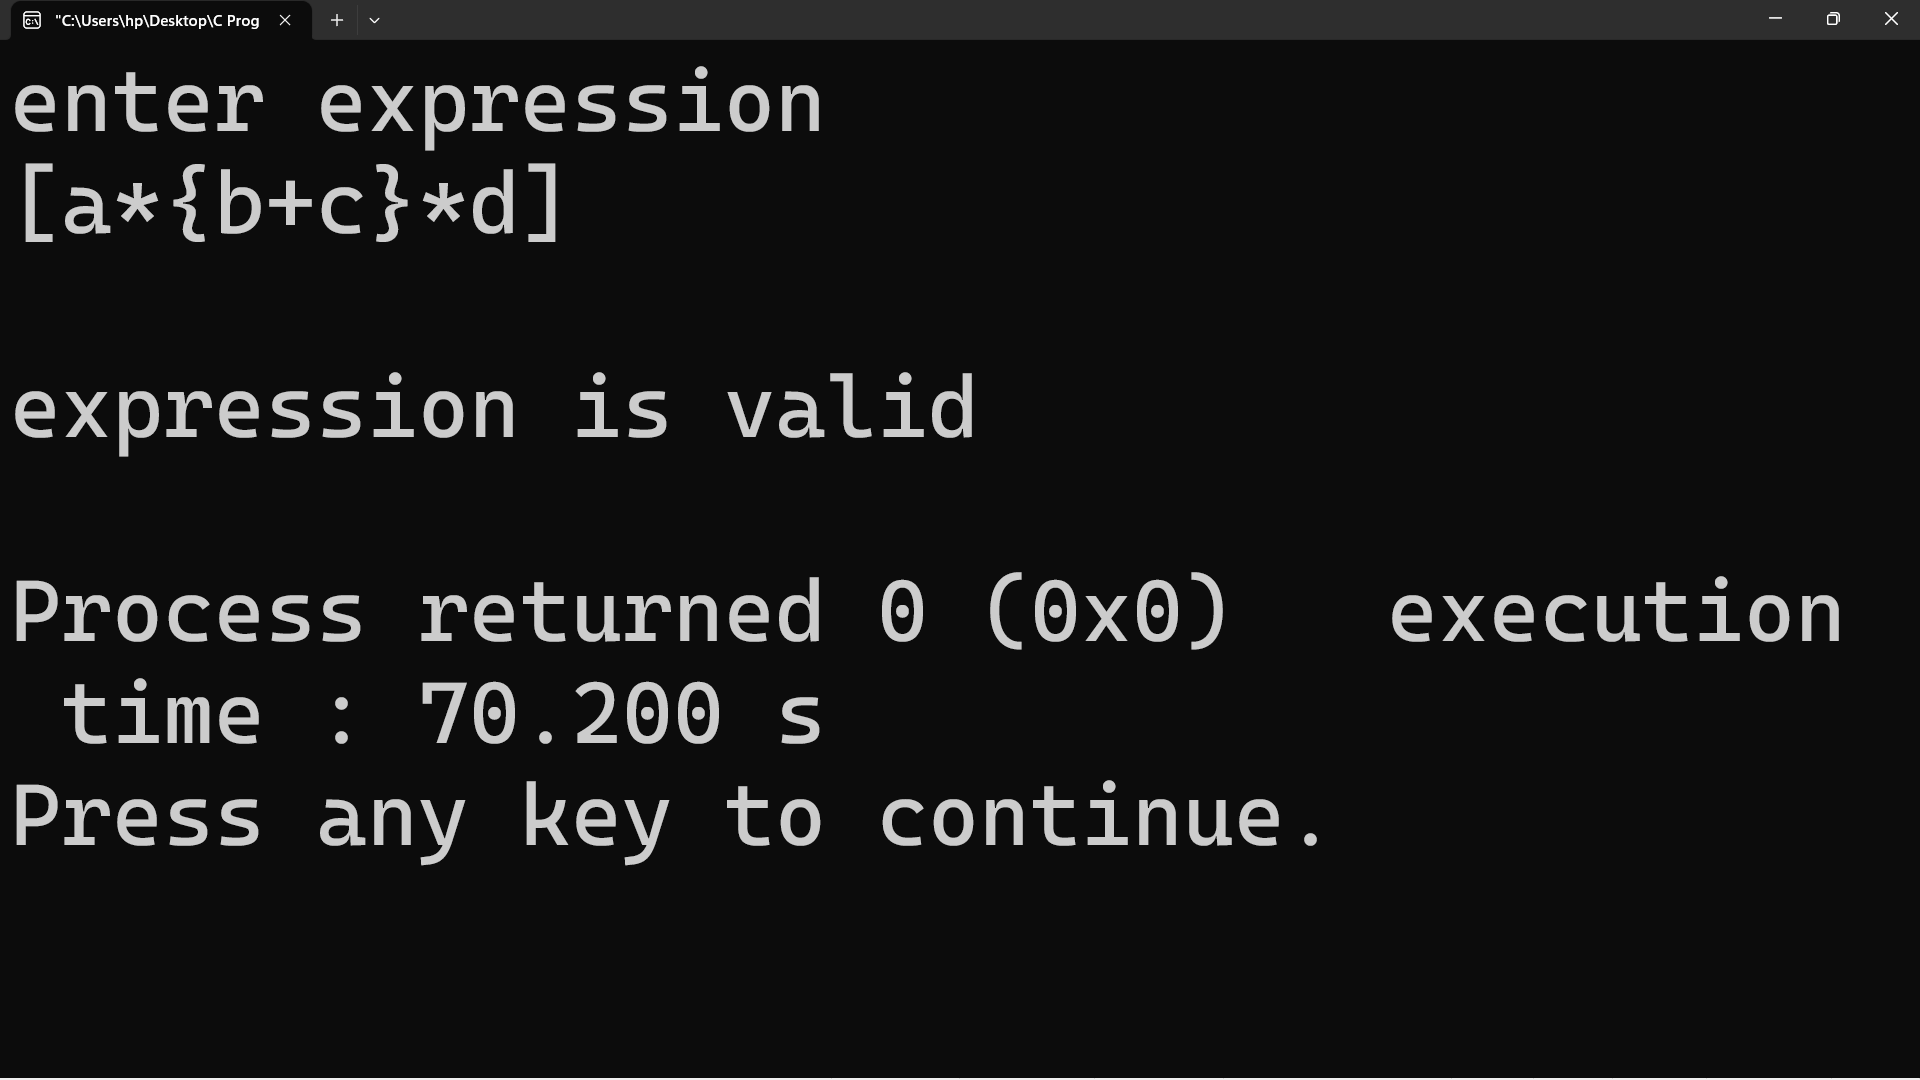 "C:\Users\hp\Desktop\C Prog
enter expression
[a*{b+c}*d]
expression is valid
Process returned 0 (0x0)   execution
 time : 70.200 s
Press any key to continue.